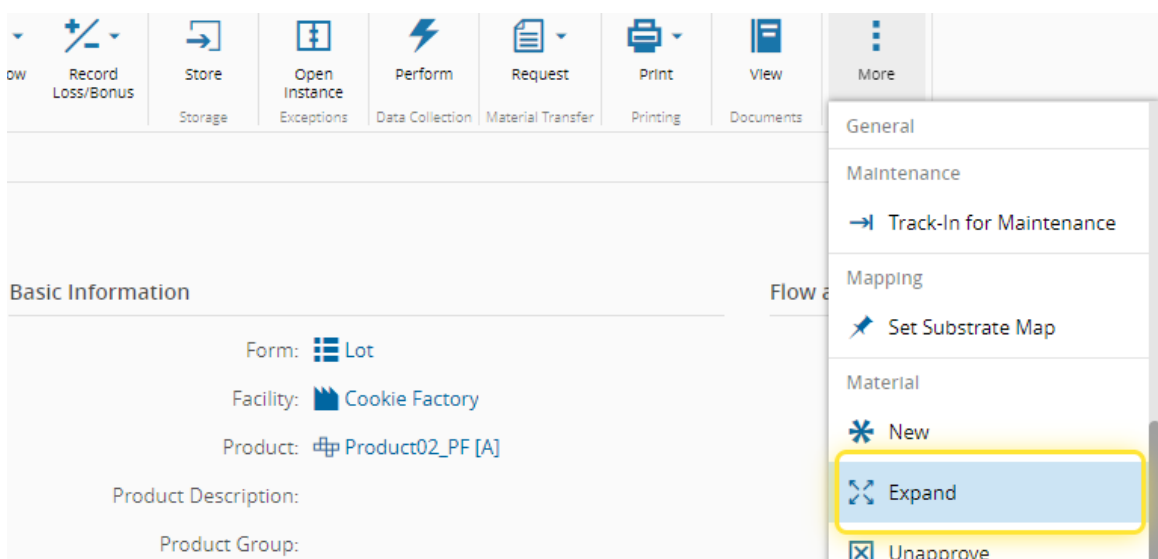 ow
Record
Loss/Bonus
Store
Open
Instance
Perform
Request
Print
View
More
Storage
Exceptions
Data Collection
Material Transfer
Printing
Documents
General
Maintenance
Track-In for Maintenance
Mapping
Set Substrate Map
Material
New
Expand
Unapprove
Basic Information
Flow a
Form: Lot
Facility: Cookie Factory
Product: Product02_PF [A]
Product Description:
Product Group: